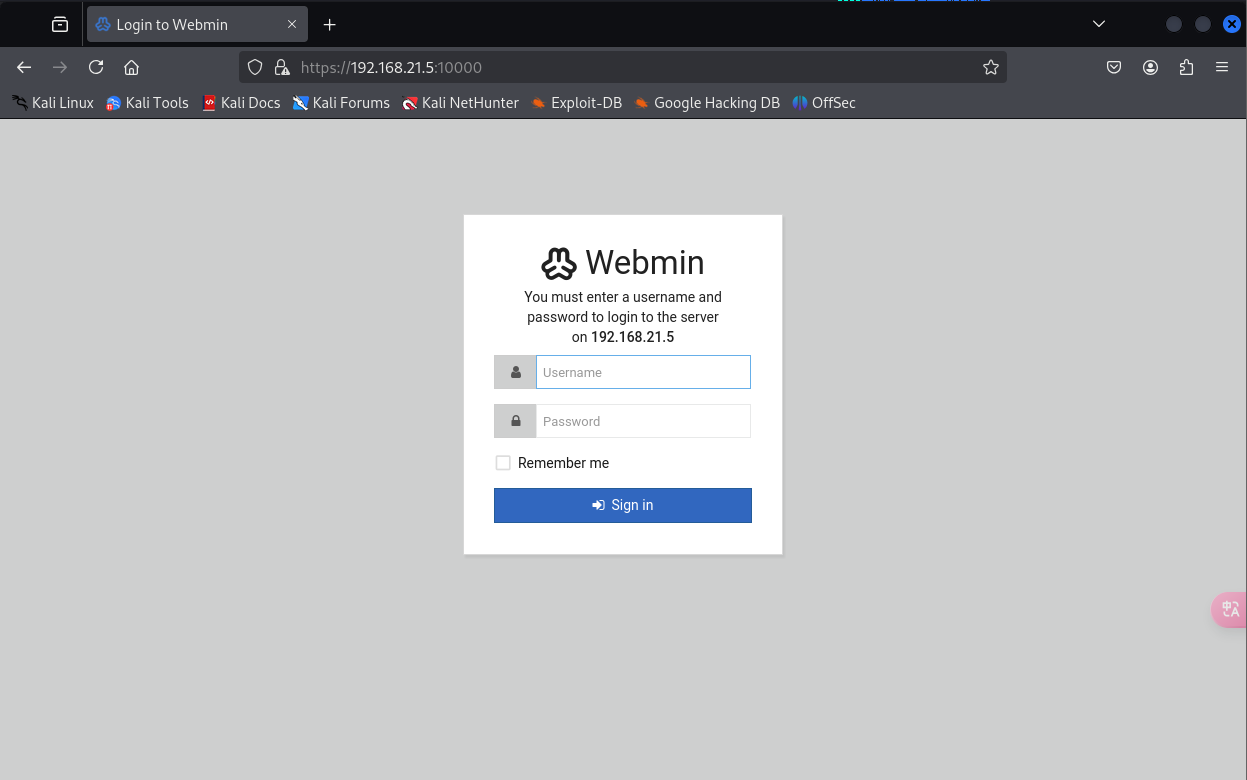 Login to Webmin
https://192.168.21.5:10000
Kali Linux Kali Tools Kali Docs Kali Forums Kali NetHunter Exploit-DB Google Hacking DB OffSec
Webmin
You must enter a username and
password to login to the server
on 192.168.21.5
Username
Password
Remember me
Sign in
中 A